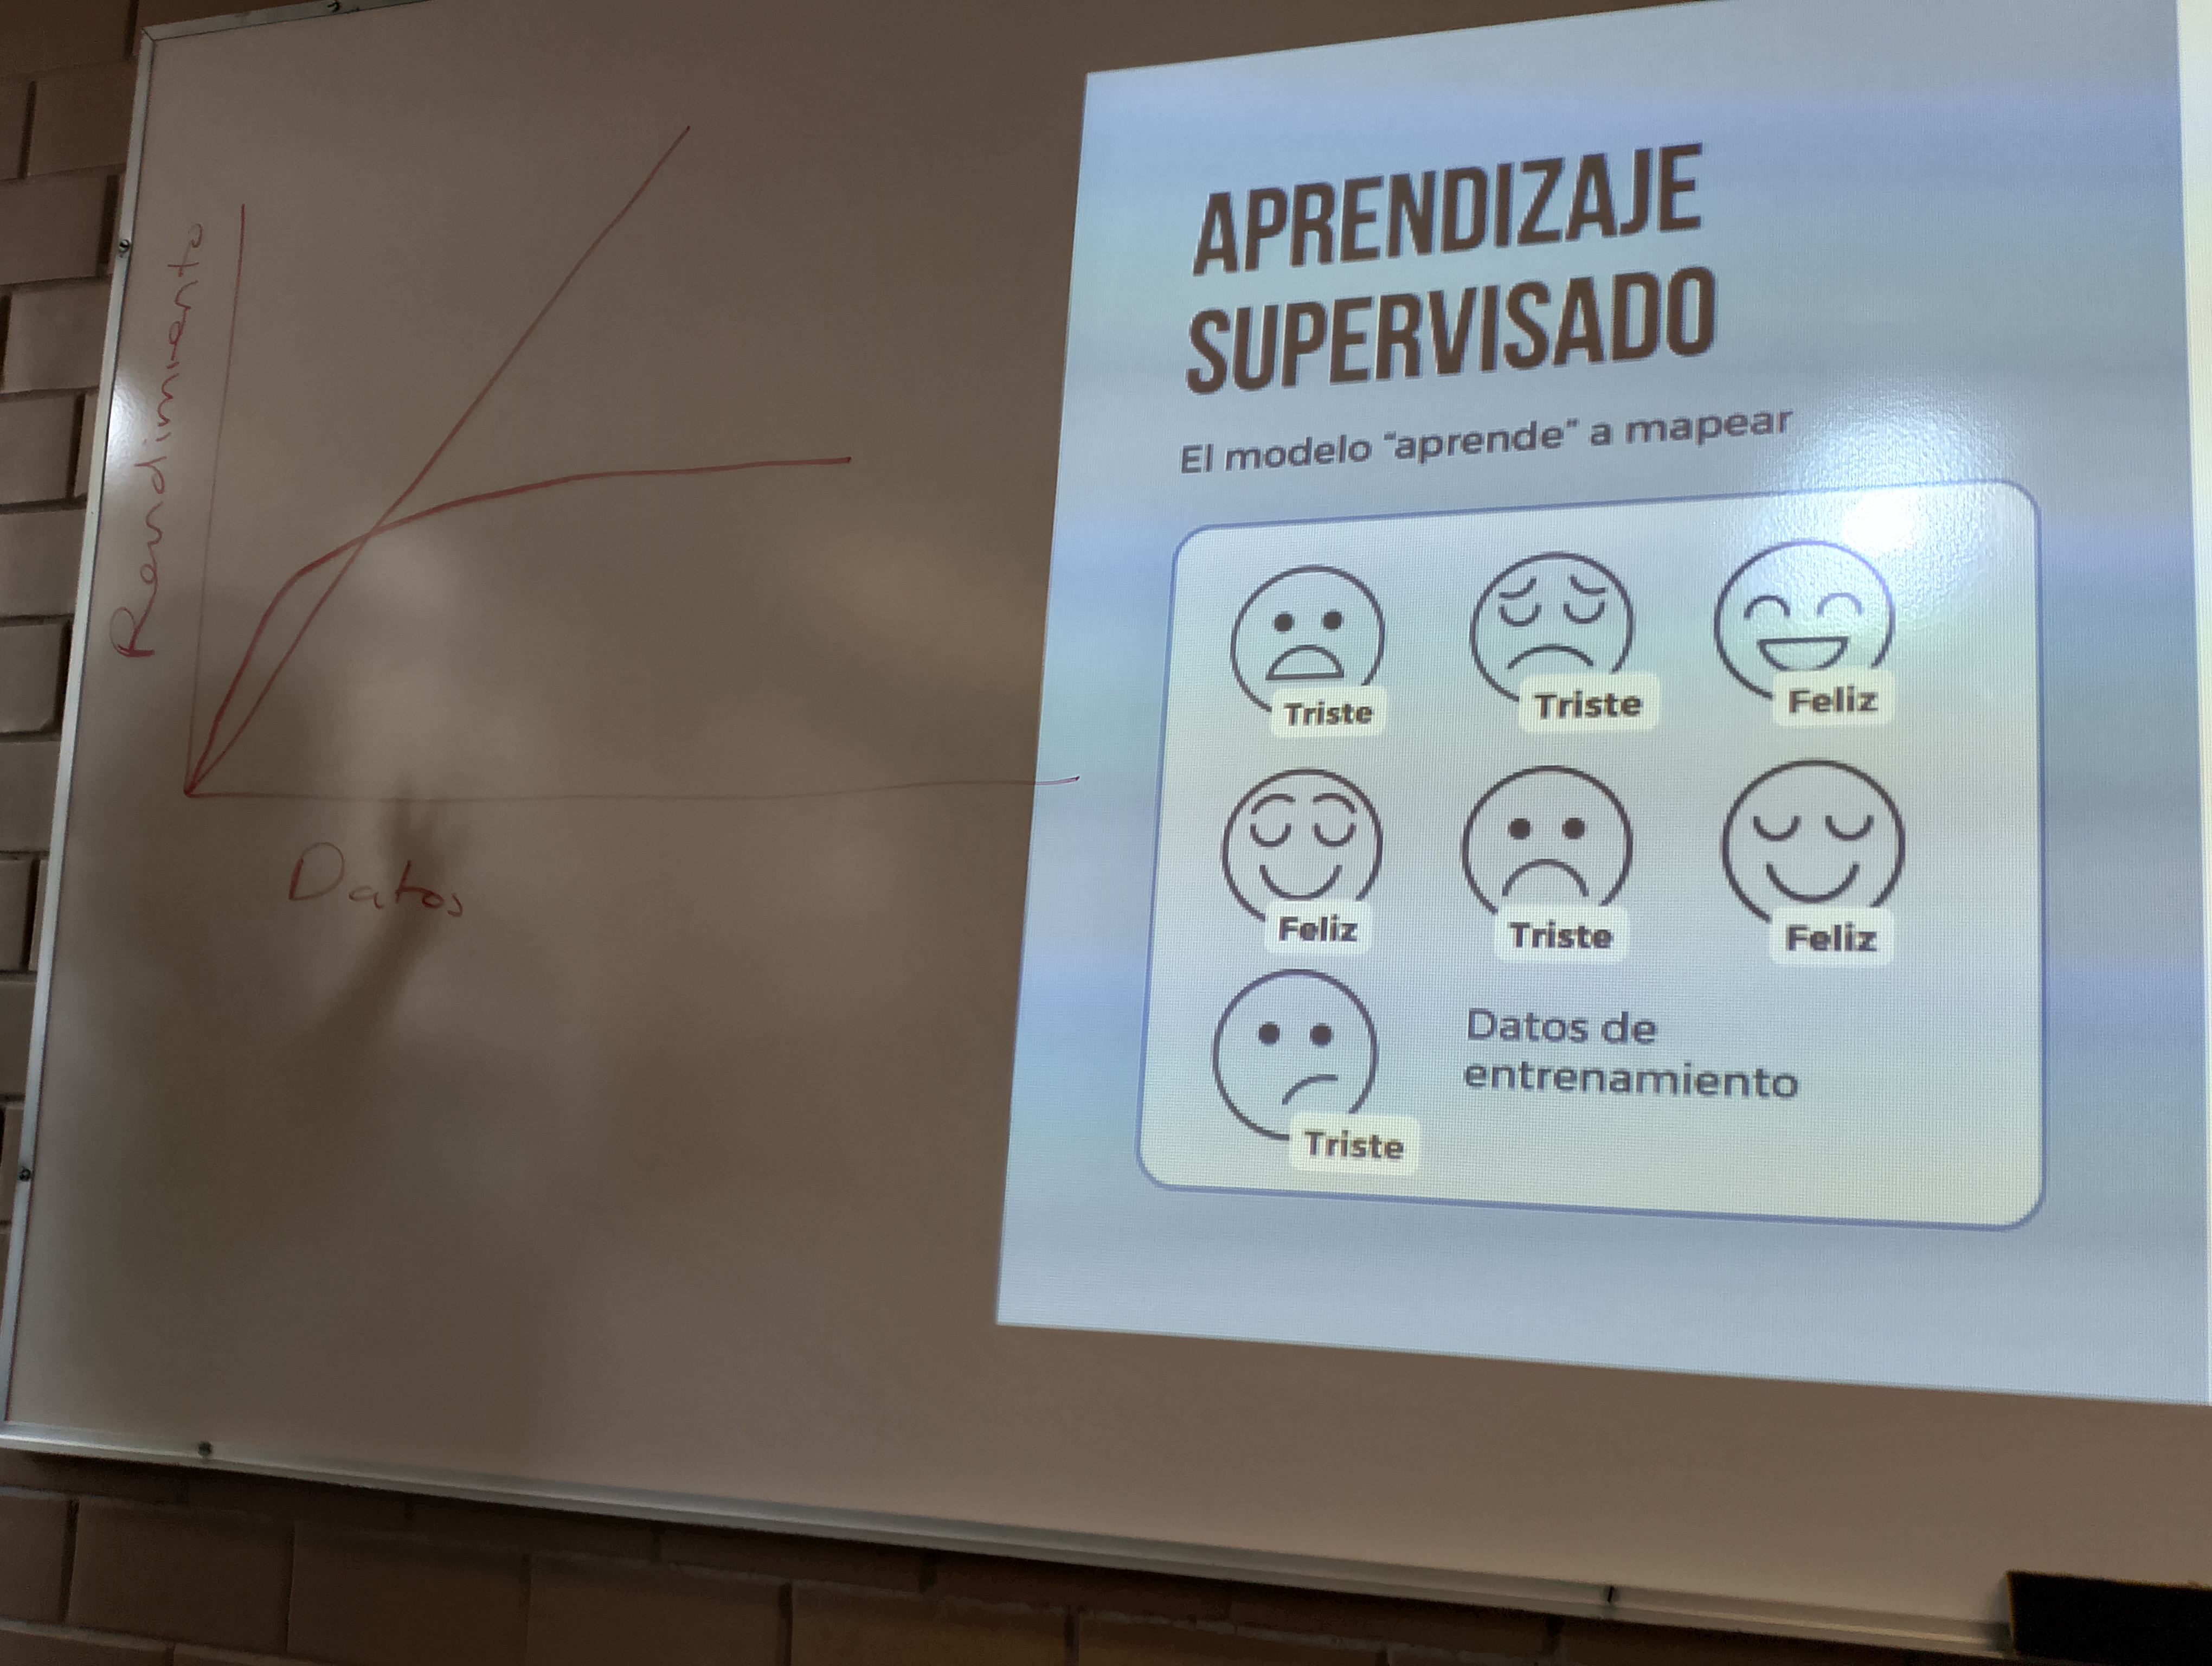 Rendimiento
Datos
APRENDIZAJE
SUPERVISADO
El modelo “aprende” a mapear
Triste
Triste
Feliz
Feliz
Triste
Feliz
Triste
Datos de
entrenamiento